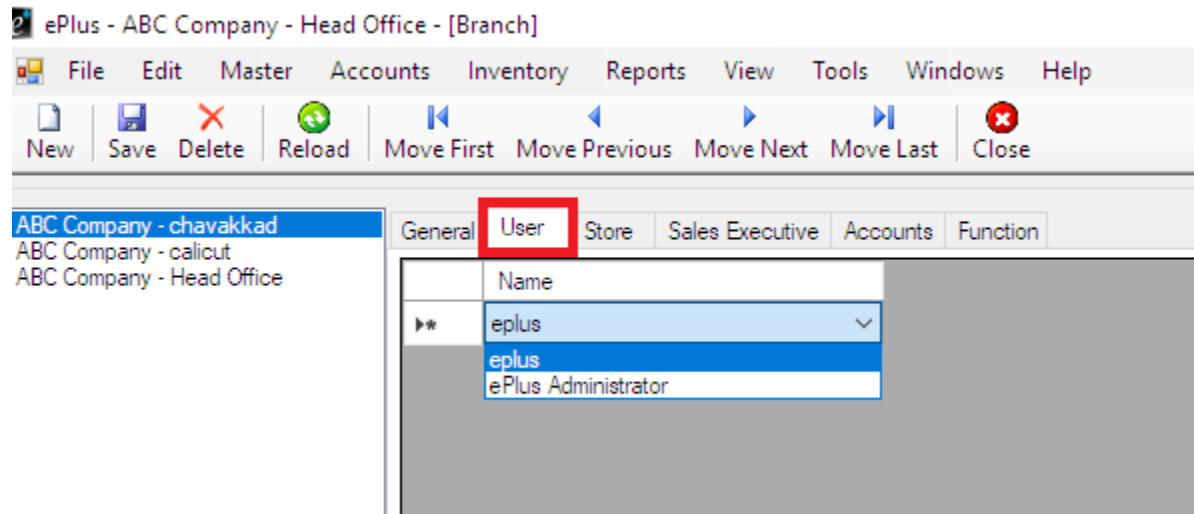 ePlus - ABC Company - Head Office - [Branch]
File Edit Master Accounts Inventory Reports View Tools Windows Help
New Save Delete Reload Move First Move Previous Move Next Move Last Close
ABC Company - chavakkad
ABC Company - calicut
ABC Company - Head Office
General User Store Sales Executive Accounts Function
Name
eplus
eplus
ePlus Administrator